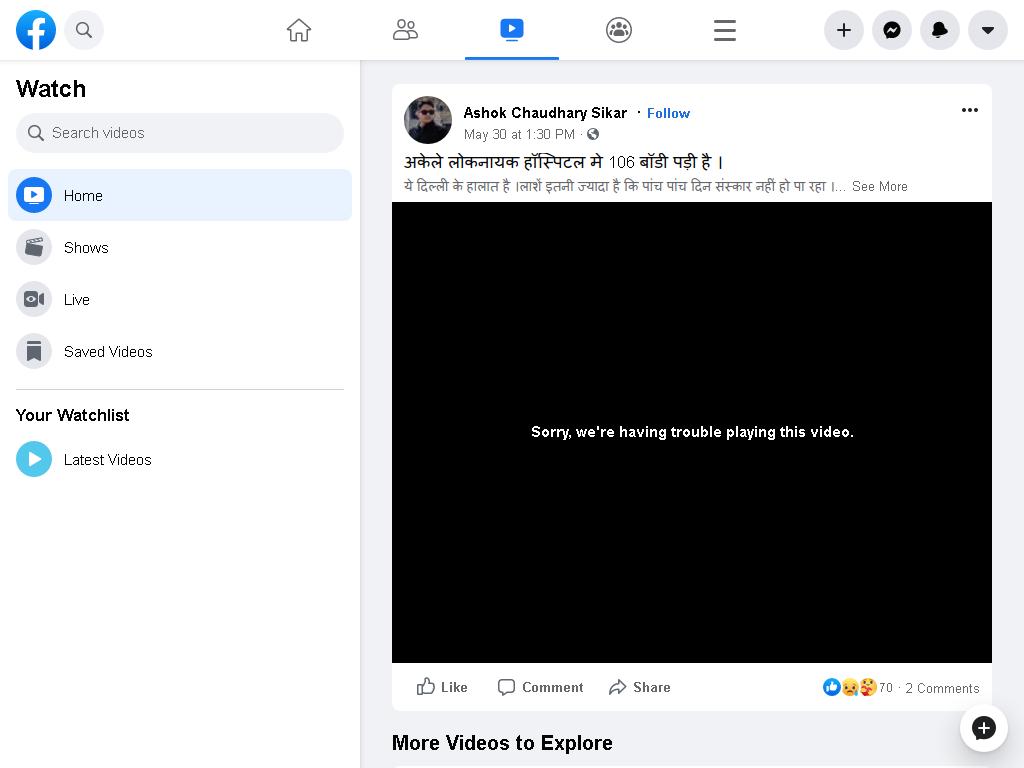 Watch
Search videos
Home
Shows
Live
Saved Videos
Your Watchlist
Latest Videos
Ashok Chaudhary Sikar · Follow
May 30 at 1:30 PM ·
अकेले लोकनायक हॉस्पिटल मे 106 बॉडी पड़ी है ।
ये दिल्ली के हालात है ।लाशें इतनी ज्यादा है कि पांच पांच दिन संस्कार नहीं हो पा रहा ।... See More
Sorry, we're having trouble playing this video.
Like Comment Share 70 · 2 Comments
More Videos to Explore